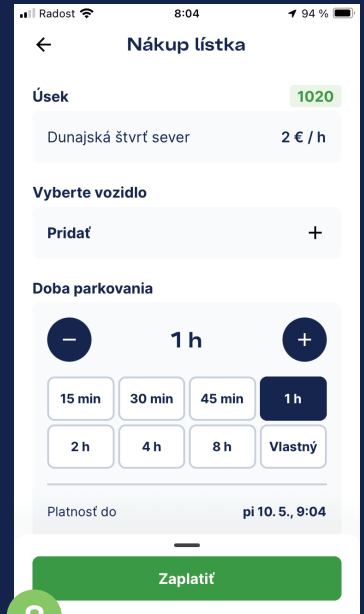 Radost 8:04 94 %
Nákup lístka
Úsek 1020
Dunajská štvrť sever 2 € / h
Vyberte vozidlo
Pridať +
Doba parkovania
− 1 h +
15 min 30 min 45 min 1 h
2 h 4 h 8 h Vlastný
Platnosť do pi 10. 5., 9:04
Zaplatiť